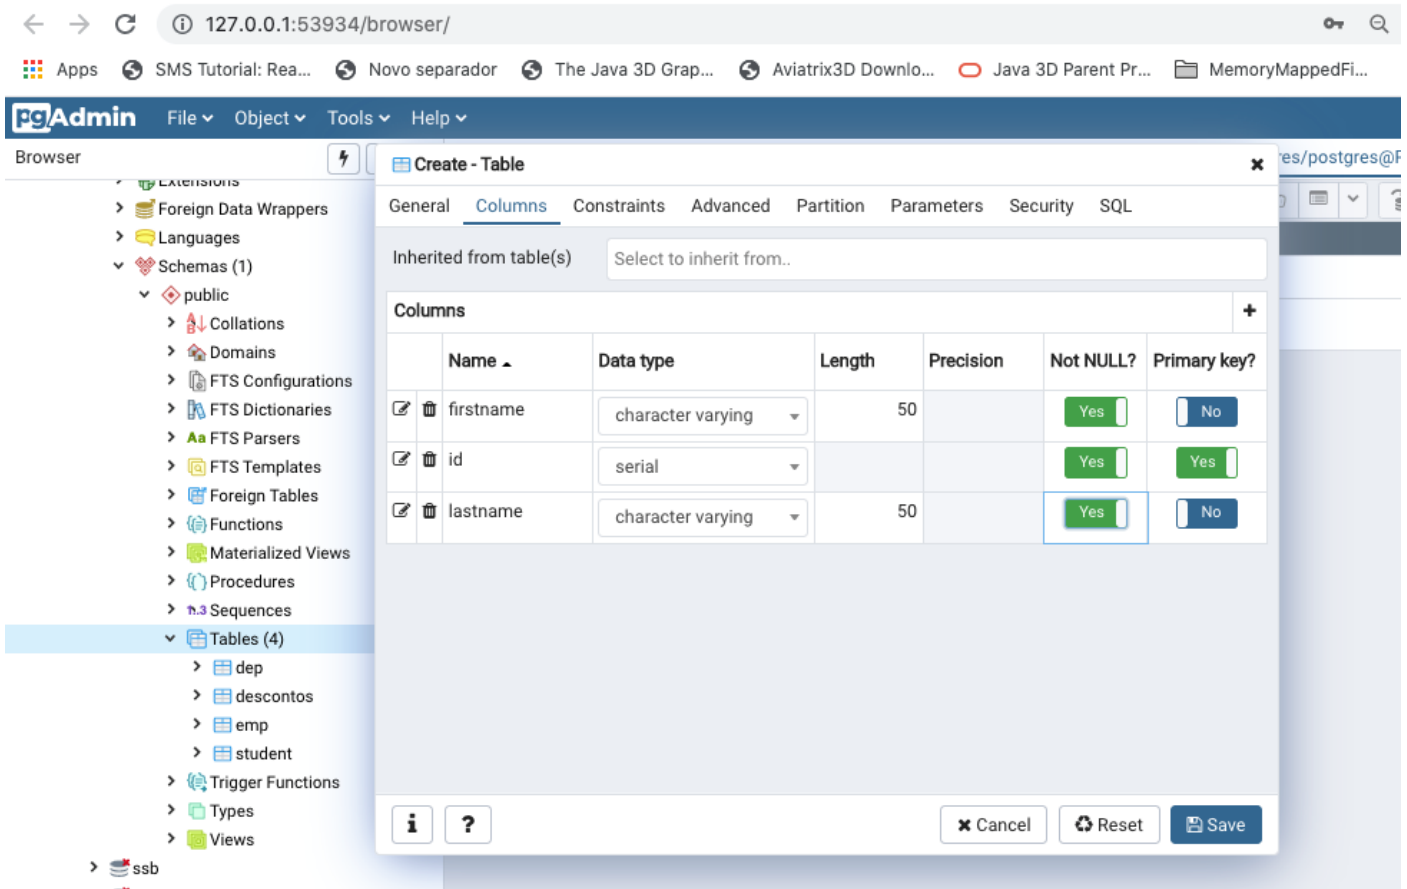 127.0.0.1:53934/browser/
Apps SMS Tutorial: Rea... Novo separador The Java 3D Grap... Aviatrix3D Downlo... Java 3D Parent Pr... MemoryMappedFi...
pgAdmin File Object Tools Help
Browser
Extensions
Foreign Data Wrappers
Languages
Schemas (1)
public
Collations
Domains
FTS Configurations
FTS Dictionaries
Aa FTS Parsers
FTS Templates
Foreign Tables
Functions
Materialized Views
Procedures
1..3 Sequences
Tables (4)
dep
descontos
emp
student
Trigger Functions
Types
Views
ssb
Create - Table
res/postgres@P
General Columns Constraints Advanced Partition Parameters Security SQL
Inherited from table(s) Select to inherit from..
Columns
Name Data type Length Precision Not NULL? Primary key?
firstname character varying 50 Yes No
id serial Yes Yes
lastname character varying 50 Yes No
i ? Cancel Reset Save